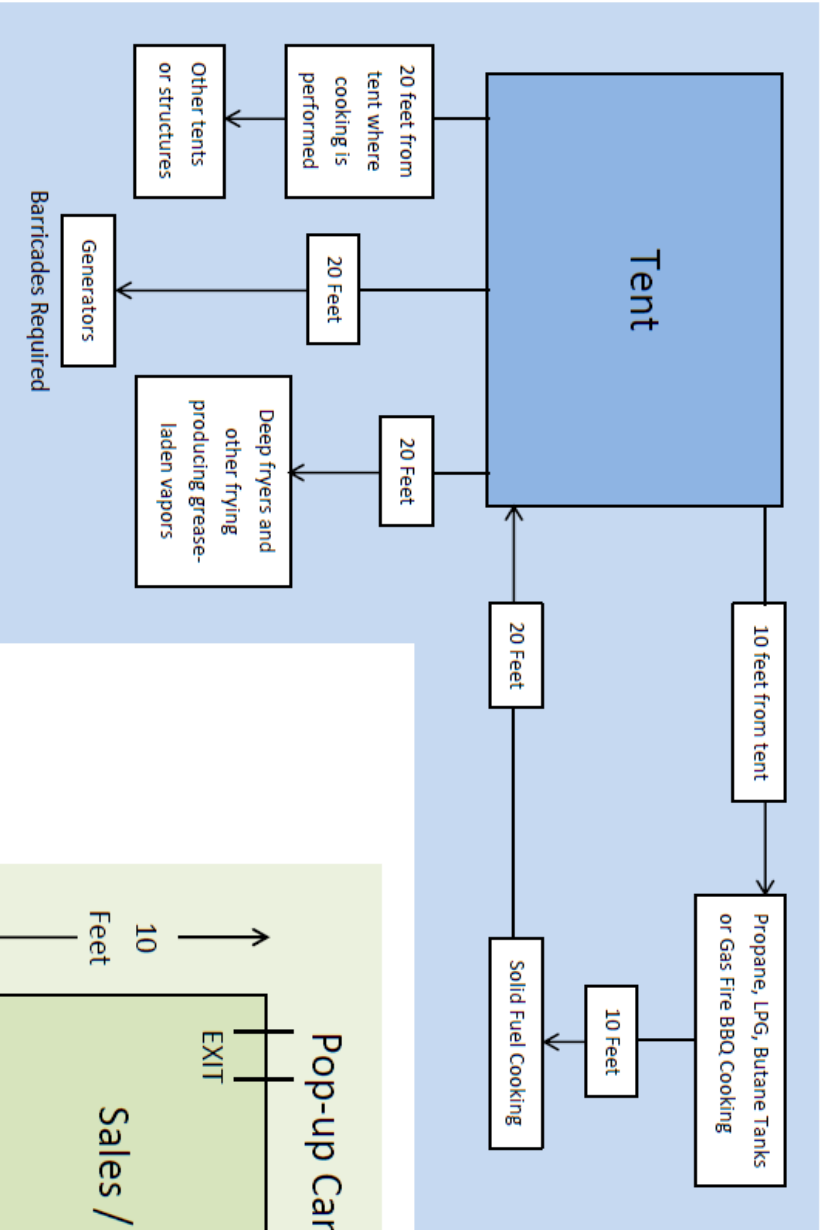 Tent
10 feet from tent
Propane, LPG, Butane Tanks
or Gas Fire BBQ Cooking
10 Feet
Solid Fuel Cooking
20 Feet
20 feet from
tent where
cooking is
performed
Other tents
or structures
20 Feet
Generators
Barricades Required
20 Feet
Deep fryers and
other frying
producing grease-
laden vapors
Pop-up
EXIT
10
Feet
Sales /